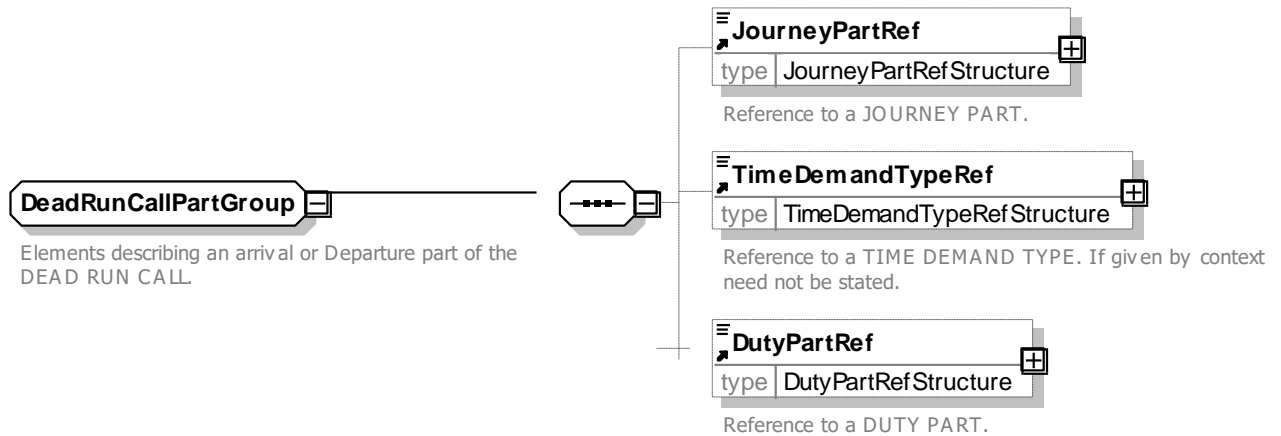 JourneyPartRef
type JourneyPartRefStructure
Reference to a JOURNEY PART.
DeadRunCallPartGroup
Elements describing an arrival or Departure part of the
DEAD RUN CALL.
TimeDemandTypeRef
type TimeDemandTypeRefStructure
Reference to a TIME DEMAND TYPE. If given by context
need not be stated.
DutyPartRef
type DutyPartRefStructure
Reference to a DUTY PART.